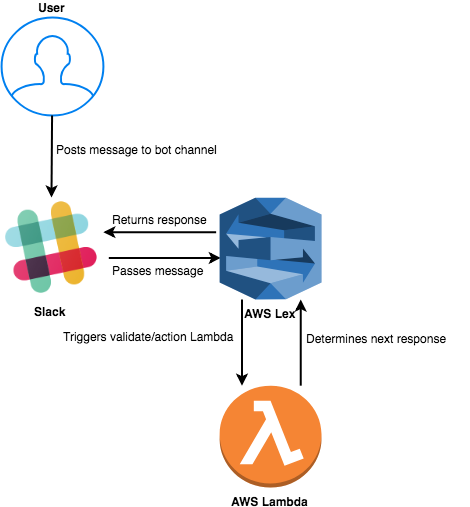 User
Posts message to bot channel
Returns response
Passes message
Slack
AWS Lex
Triggers validate/action Lambda
Determines next response
AWS Lambda